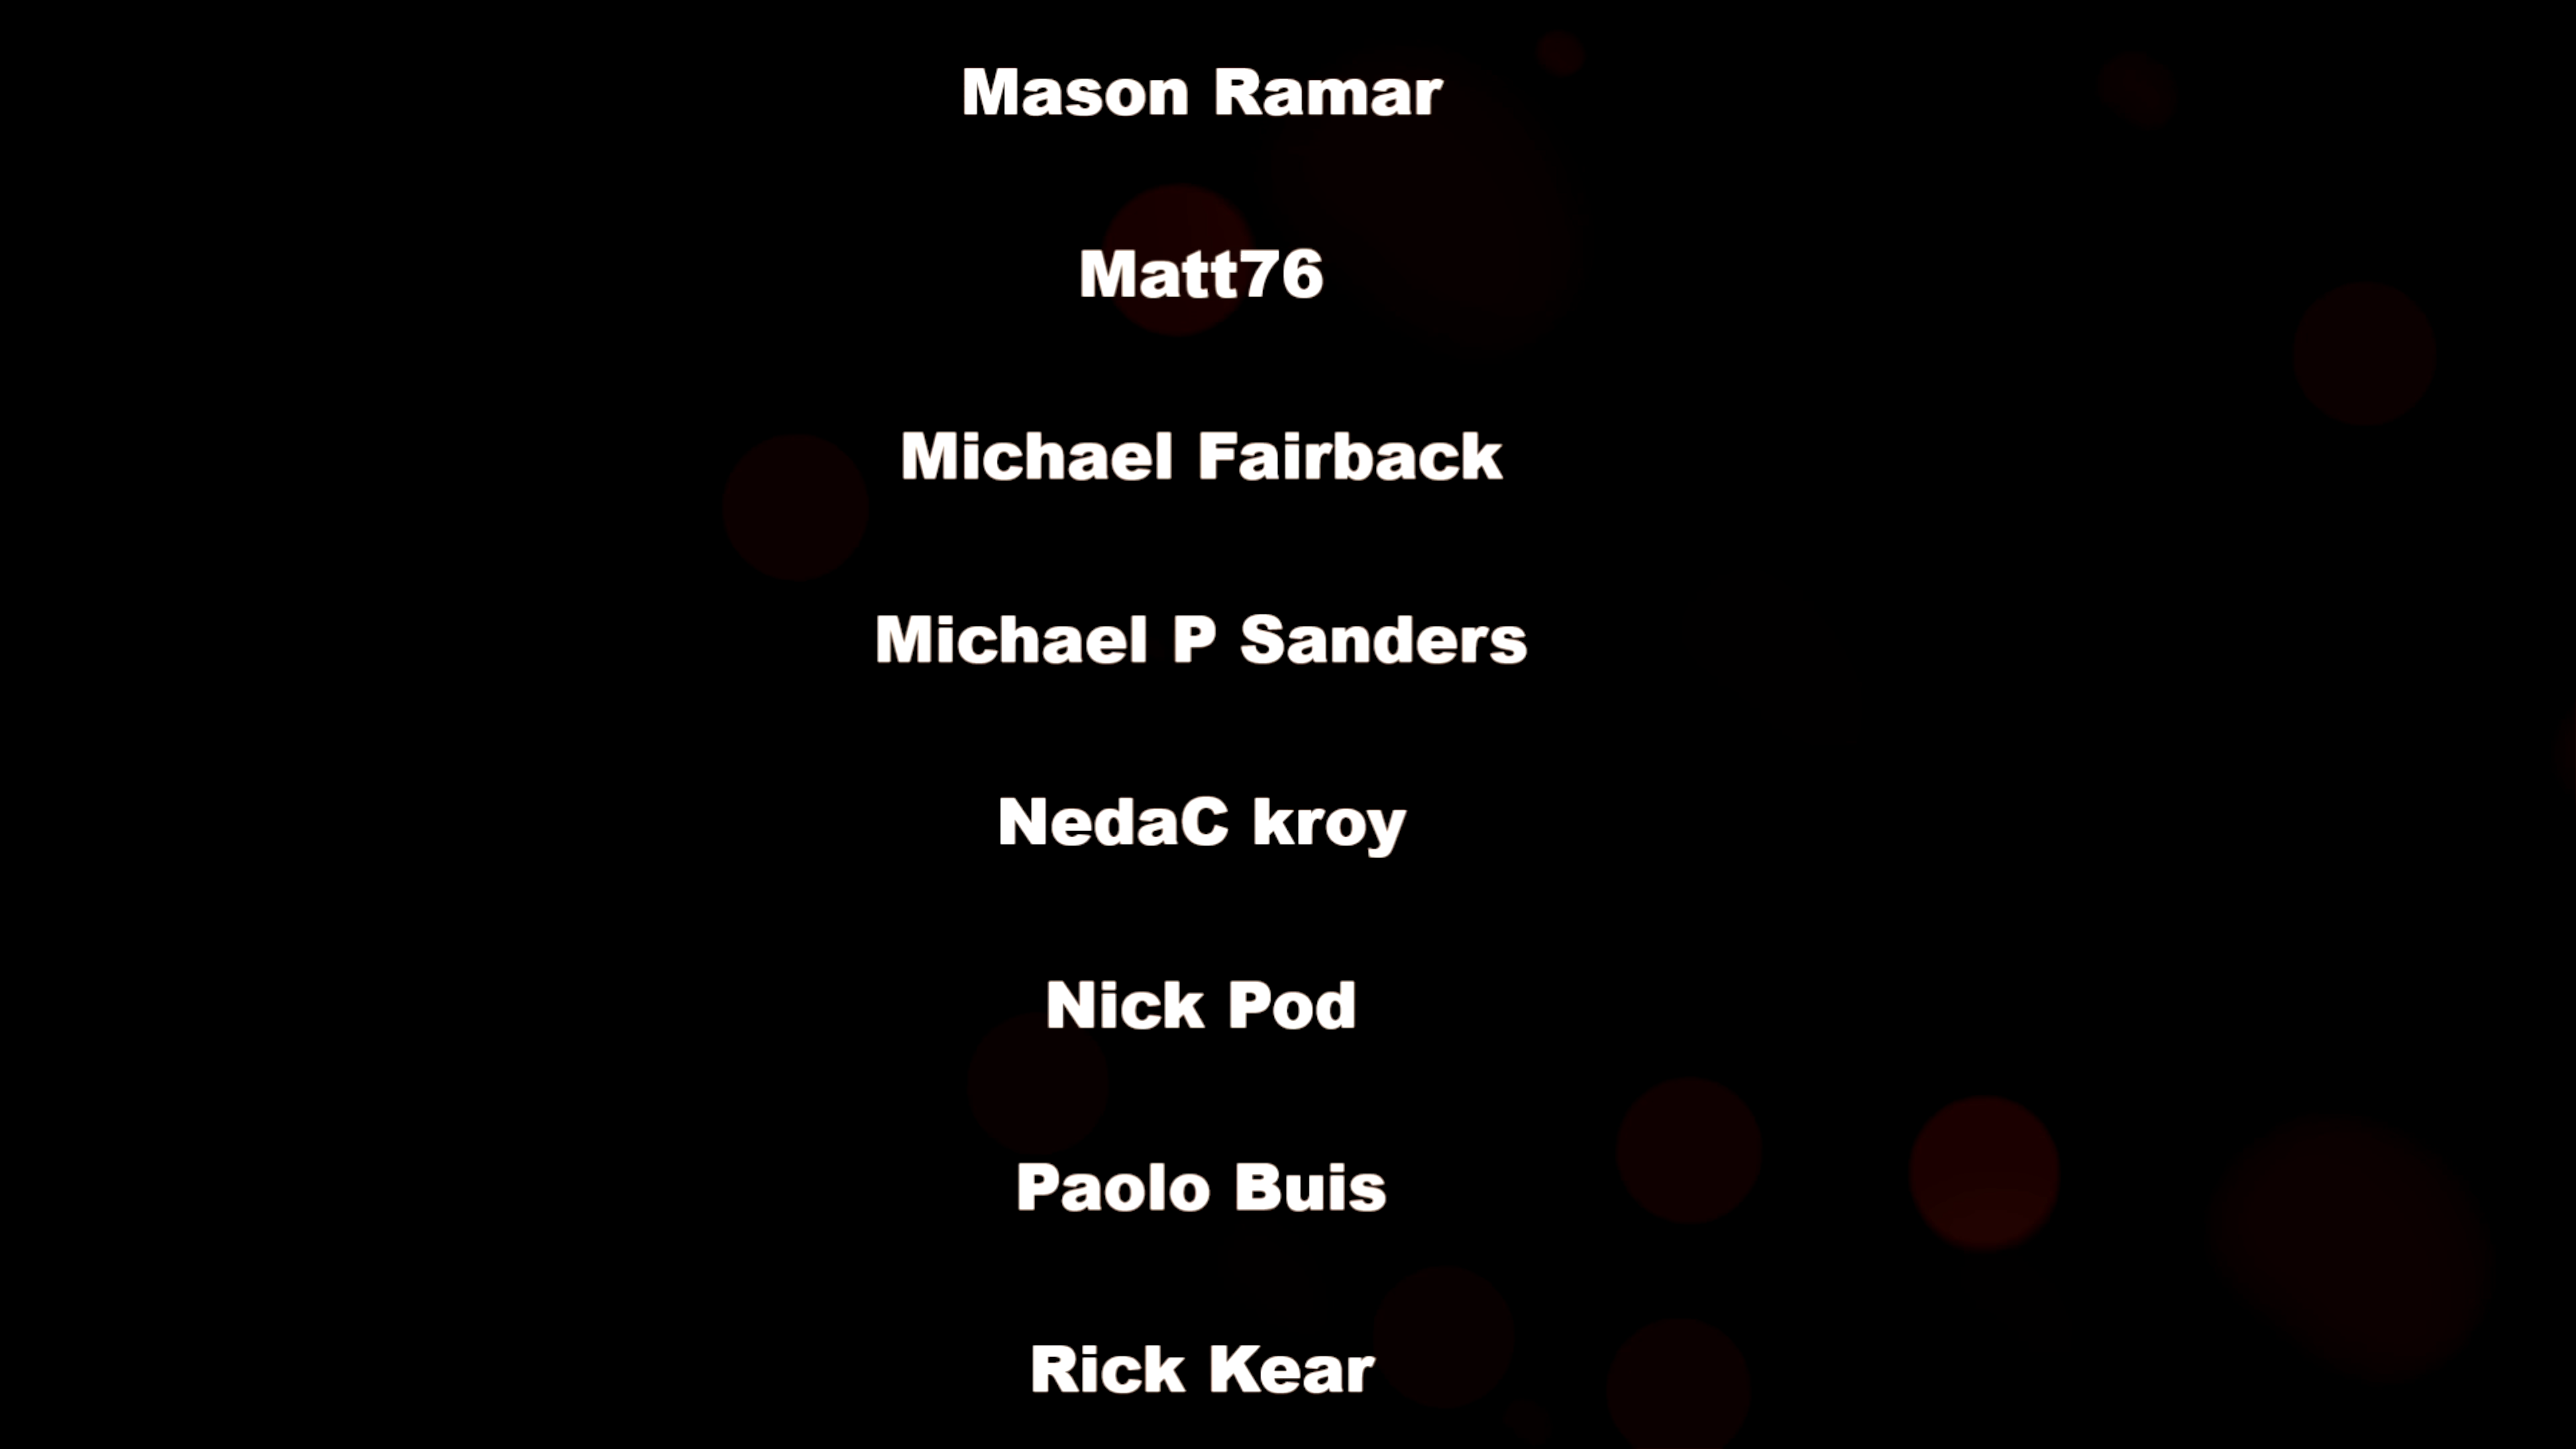 Mason Ramar
Matt76
Michael Fairback
Michael P Sanders
NedaC kroy
Nick Pod
Paolo Buis
Rick Kear